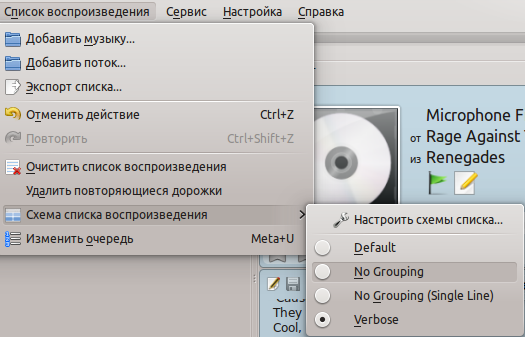 Список воспроизведения Сервис Настройка Справка
Добавить музыку...
Добавить поток...
Экспорт списка...
Отменить действие Ctrl+Z
Повторить Ctrl+Shift+Z
Очистить список воспроизведения
Удалить повторяющиеся дорожки
Схема списка воспроизведения
Изменить очередь Meta+U
Microphone F
от Rage Against
из Renegades
Настроить схемы списка...
Default
No Grouping
No Grouping (Single Line)
Verbose
They
Cool,